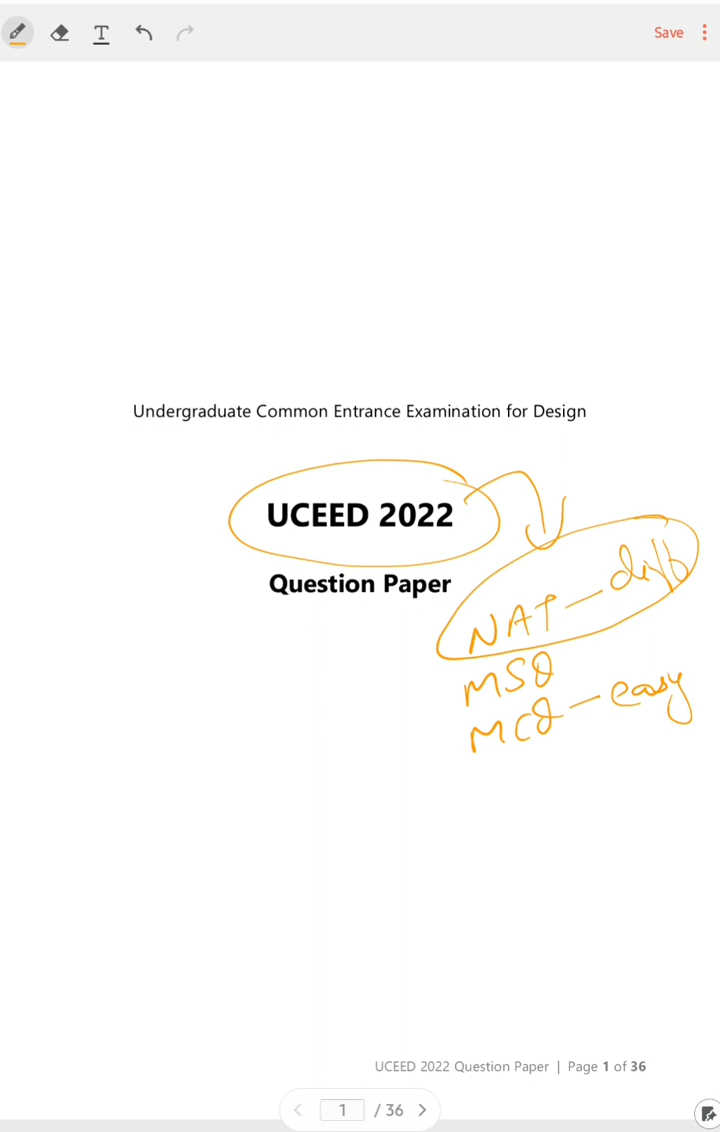 T
Save
Undergraduate Common Entrance Examination for Design
UCEED 2022
Question Paper
NAT - diff
MSQ
MCQ - easy
UCEED 2022 Question Paper | Page 1 of 36
1 / 36